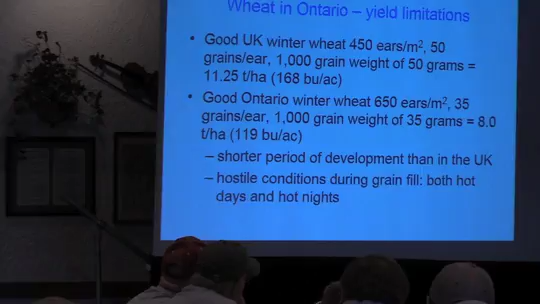 Wheat in Ontario – yield limitations
• Good UK winter wheat 450 ears/m², 50
grains/ear, 1,000 grain weight of 50 grams =
11.25 t/ha (168 bu/ac)
• Good Ontario winter wheat 650 ears/m², 35
grains/ear, 1,000 grain weight of 35 grams = 8.0
t/ha (119 bu/ac)
– shorter period of development than in the UK
– hostile conditions during grain fill: both hot
days and hot nights